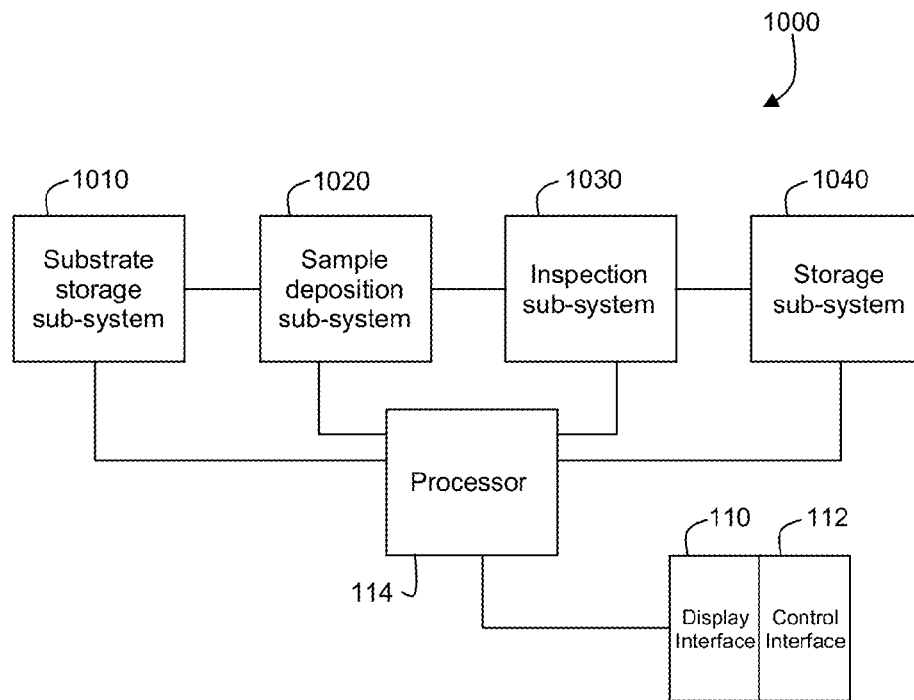 1000
1010
1020
1030
1040
Substrate
storage
sub-system
Sample
deposition
sub-system
Inspection
sub-system
Storage
sub-system
Processor
114
110
112
Display
Interface
Control
Interface